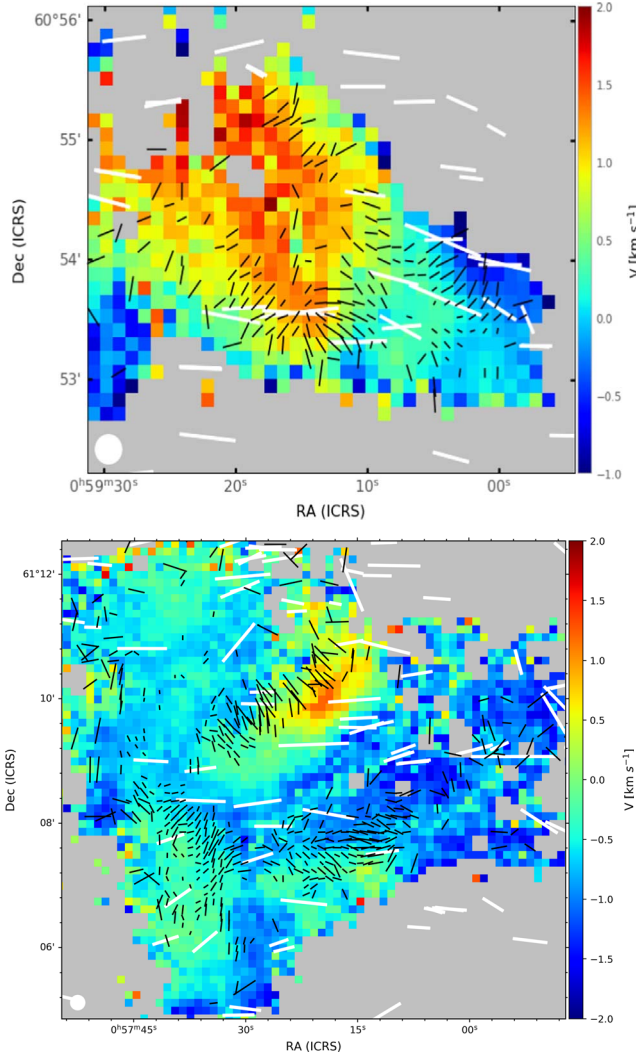 60°56'
55'
54'
53'
Dec (ICRS)
0ʰ59ᵐ30ˢ
20ˢ
10ˢ
00ˢ
RA (ICRS)
2.0
1.5
1.0
0.5
0.0
−0.5
−1.0
V [km s⁻¹]
61°12'
10'
08'
06'
Dec (ICRS)
0ʰ57ᵐ45ˢ
30ˢ
15ˢ
00ˢ
RA (ICRS)
2.0
1.5
1.0
0.5
0.0
−0.5
−1.0
−1.5
−2.0
V [km s⁻¹]